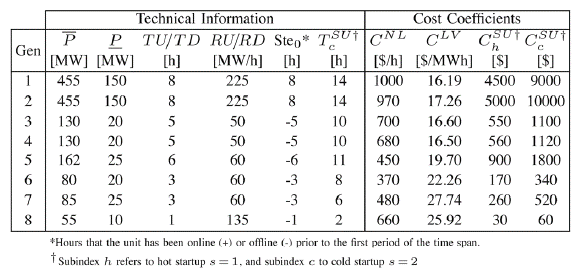 Technical Information Cost Coefficients
Gen P P TU/TD RU/RD Ste₀* T_c^SU† C^NL C^LV C_h^SU† C_c^SU†
[MW] [MW] [h] [MW/h] [h] [h] [$/h] [$/MWh] [$] [$]
1 455 150 8 225 8 14 1000 16.19 4500 9000
2 455 150 8 225 8 14 970 17.26 5000 10000
3 130 20 5 50 -5 10 700 16.60 550 1100
4 130 20 5 50 -5 10 680 16.50 560 1120
5 162 25 6 60 -6 11 450 19.70 900 1800
6 80 20 3 60 -3 8 370 22.26 170 340
7 85 25 3 60 -3 6 480 27.74 260 520
8 55 10 1 135 -1 2 660 25.92 30 60
*Hours that the unit has been online (+) or offline (-) prior to the first period of the time span.
† Subindex h refers to hot startup s = 1, and subindex c to cold startup s = 2